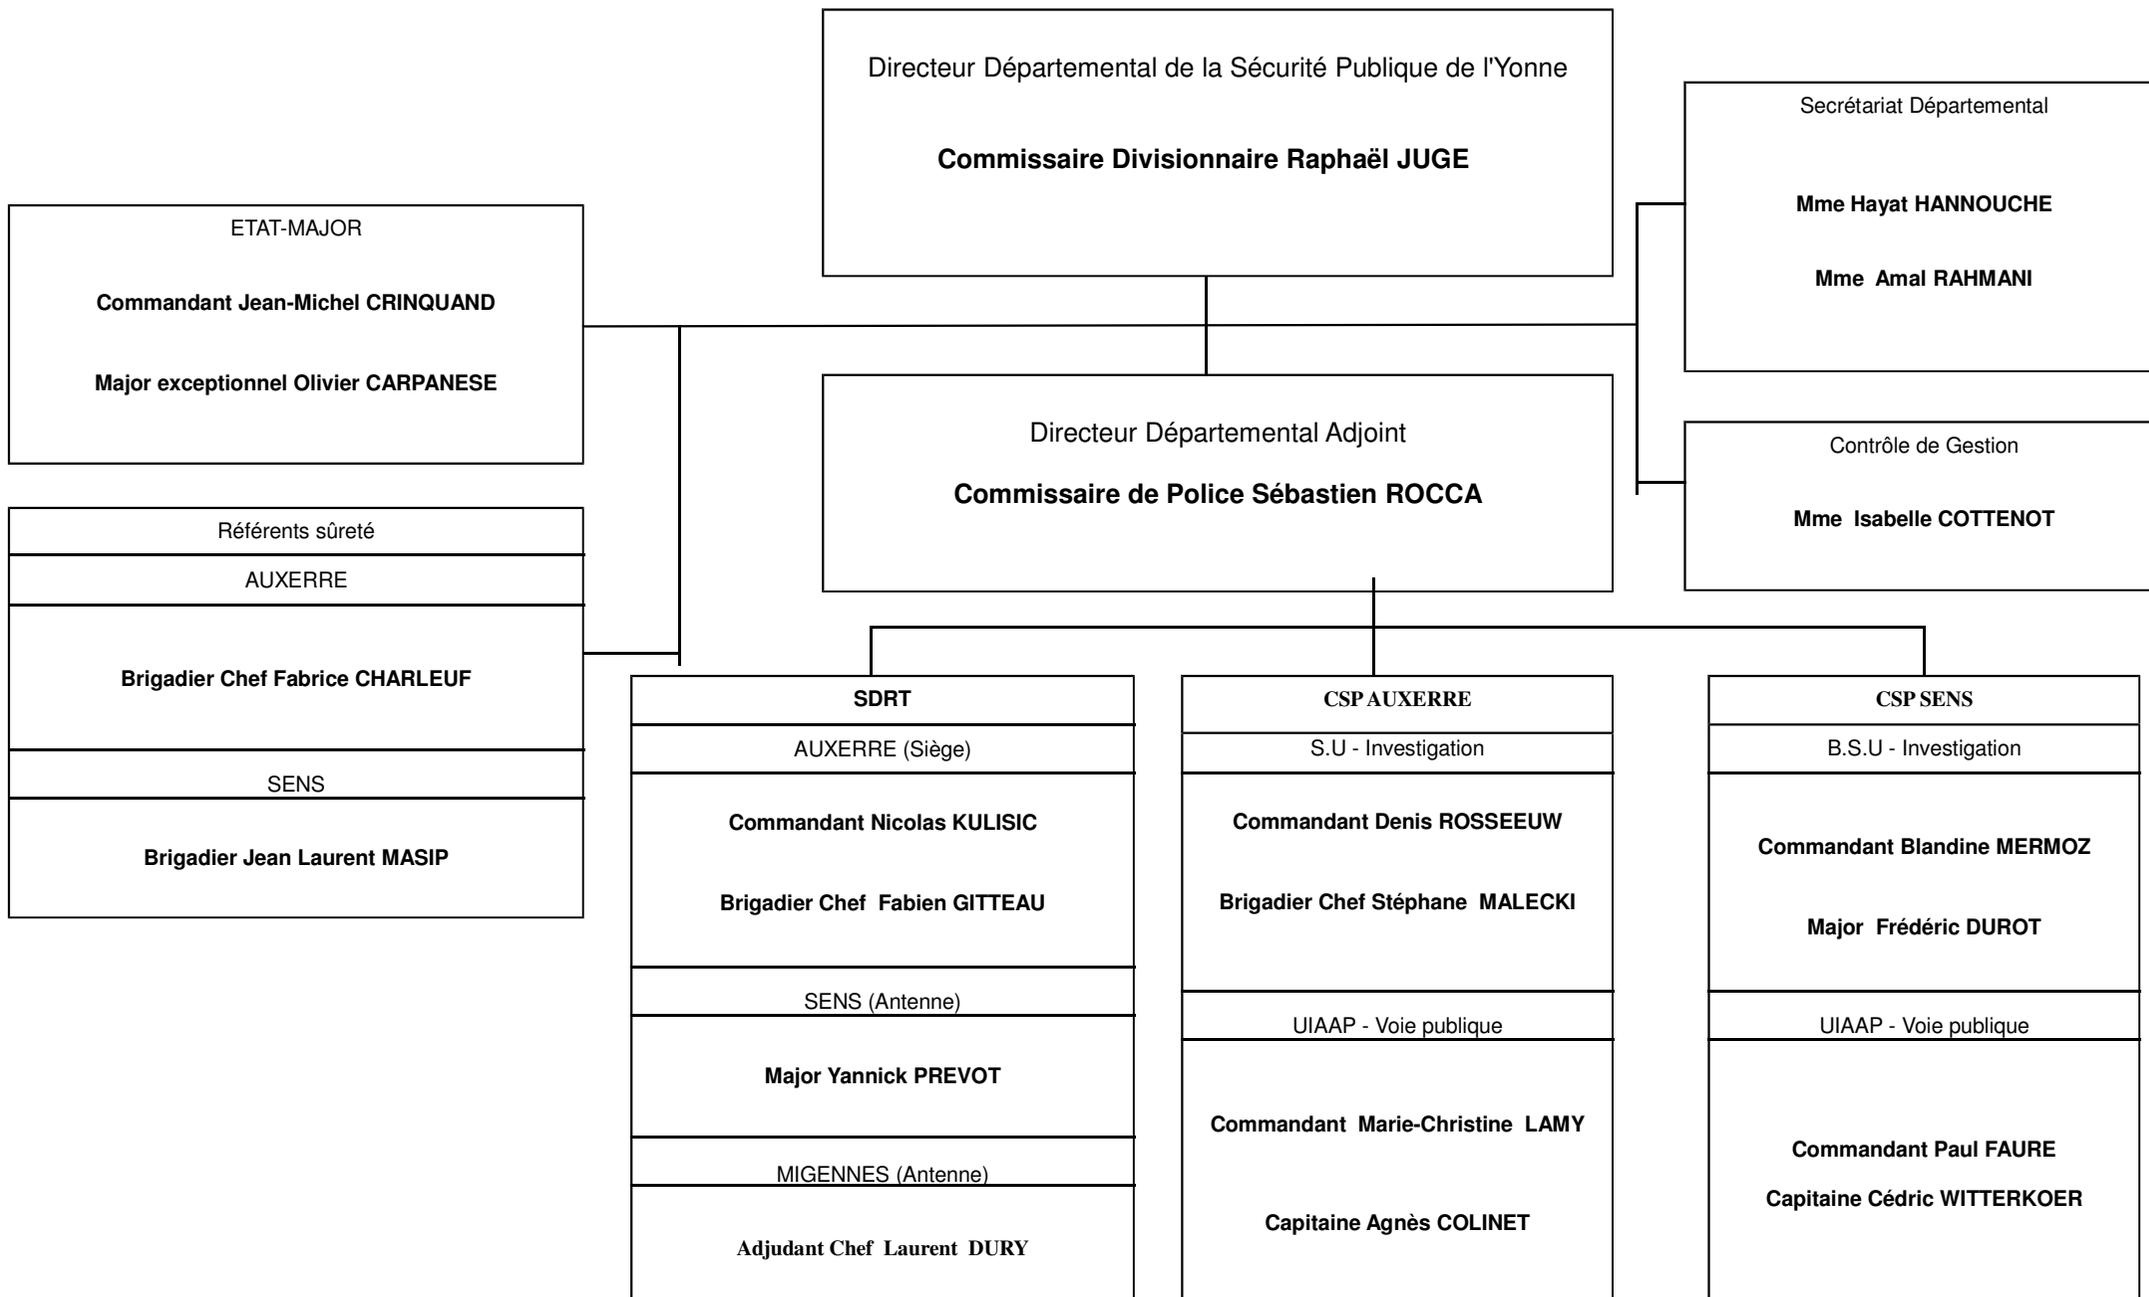 Directeur Départemental de la Sécurité Publique de l'Yonne
Commissaire Divisionnaire Raphaël JUGE
Secrétariat Départemental
Mme Hayat HANNOUCHE
Mme Amal RAHMANI
ETAT-MAJOR
Commandant Jean-Michel CRINQUAND
Major exceptionnel Olivier CARPANESE
Directeur Départemental Adjoint
Commissaire de Police Sébastien ROCCA
Contrôle de Gestion
Mme Isabelle COTTENOT
Référents sûreté
AUXERRE
Brigadier Chef Fabrice CHARLEUF
SENS
Brigadier Jean Laurent MASIP
SDRT
AUXERRE (Siège)
Commandant Nicolas KULISIC
Brigadier Chef Fabien GITTEAU
SENS (Antenne)
Major Yannick PREVOT
MIGENNES (Antenne)
Adjudant Chef Laurent DURY
CSP AUXERRE
S.U - Investigation
Commandant Denis ROSSEEUW
Brigadier Chef Stéphane MALECKI
UIAAP - Voie publique
Commandant Marie-Christine LAMY
Capitaine Agnès COLINET
CSP SENS
B.S.U - Investigation
Commandant Blandine MERMOZ
Major Frédéric DUROT
UIAAP - Voie publique
Commandant Paul FAURE
Capitaine Cédric WITTERKOER